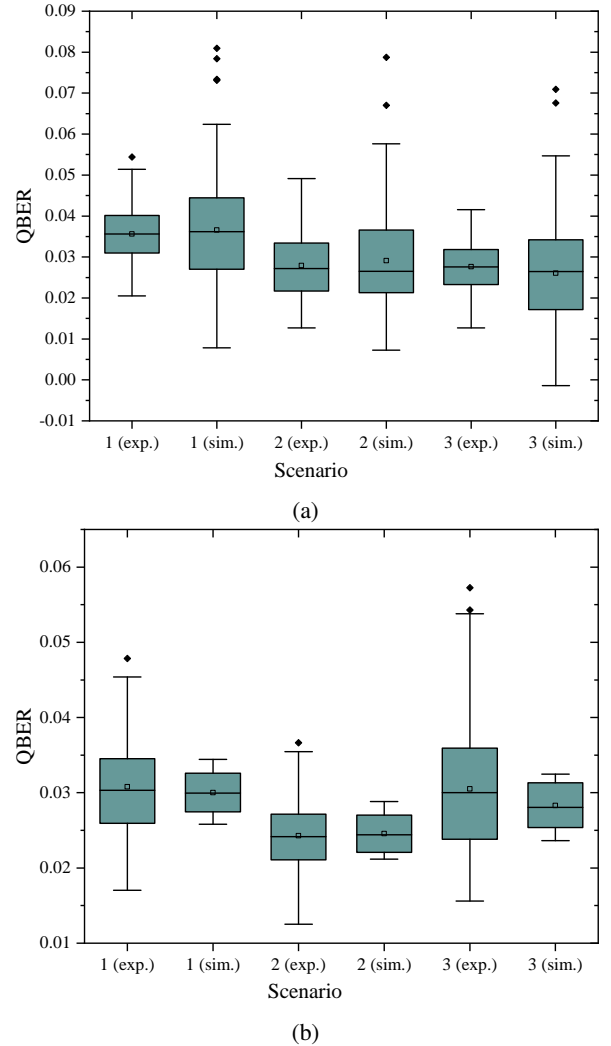 0.09
0.08
0.07
0.06
0.05
0.04
0.03
0.02
0.01
0.00
-0.01
QBER
1 (exp.) 1 (sim.) 2 (exp.) 2 (sim.) 3 (exp.) 3 (sim.)
Scenario
(a)
0.06
0.05
0.04
0.03
0.02
0.01
QBER
1 (exp.) 1 (sim.) 2 (exp.) 2 (sim.) 3 (exp.) 3 (sim.)
Scenario
(b)